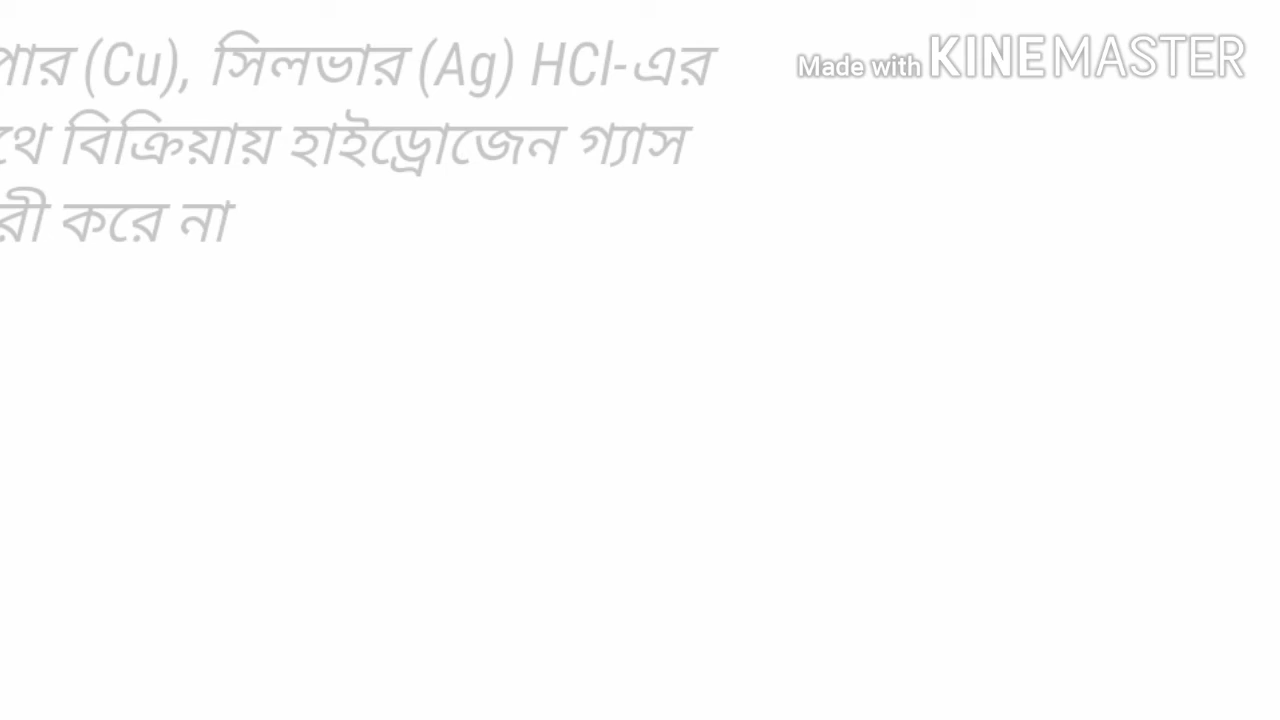 (Cu), সিলভার (Ag) HCl-এর
Made with KINEMASTER
বিক্রিয়ায় হাইড্রোজেন গ্যাস
করে না